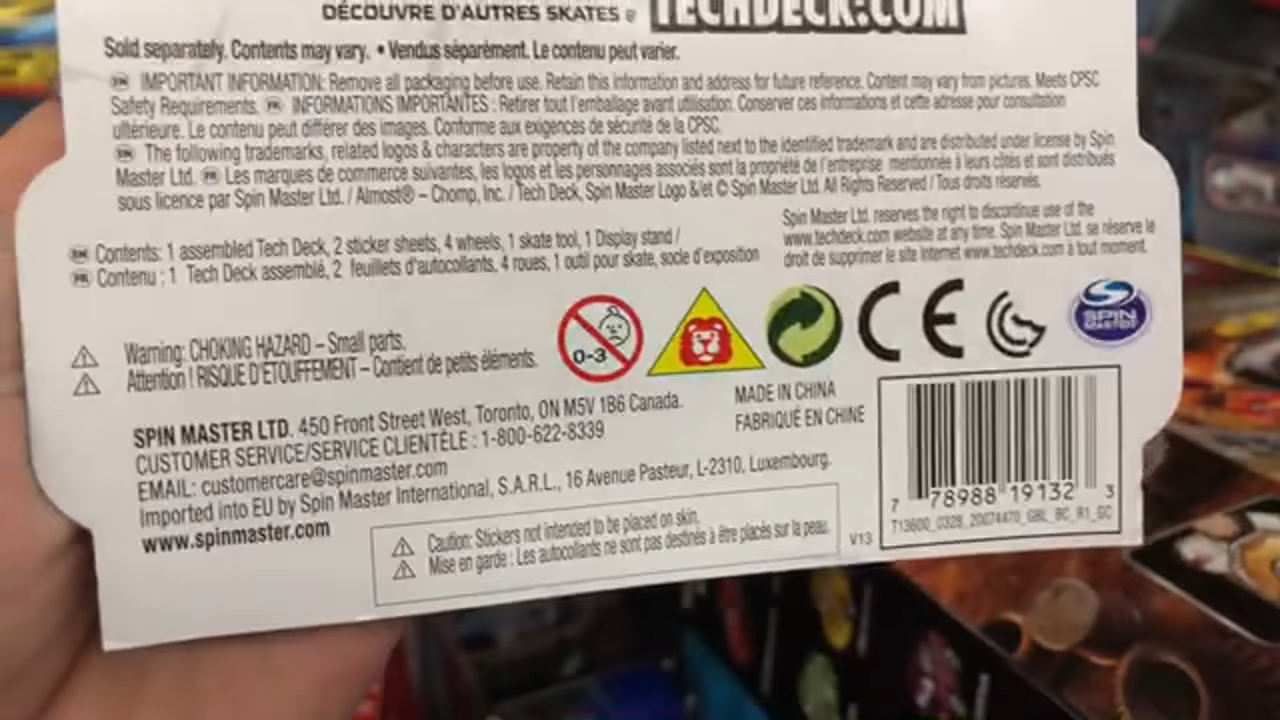 DÉCOUVRE D'AUTRES SKATES @ TECHDECK.COM
Sold separately. Contents may vary. • Vendus séparément. Le contenu peut varier.
EN IMPORTANT INFORMATION: Remove all packaging before use. Retain this information and address for future reference. Content may vary from pictures. Meets CPSC
Safety Requirements. FR INFORMATIONS IMPORTANTES : Retirer tout l'emballage avant utilisation. Conserver ces informations et cette adresse pour consultation
ultérieure. Le contenu peut différer des images. Conforme aux exigences de sécurité de la CPSC.
EN The following trademarks, related logos & characters are property of the company listed next to the identified trademark and are distributed under license by Spin
Master Ltd. FR Les marques de commerce suivantes, les logos et les personnages associés sont la propriété de l'entreprise mentionnée à leurs côtés et sont distribués
sous licence par Spin Master Ltd. / Almost® – Chomp, Inc. / Tech Deck, Spin Master Logo &/et © Spin Master Ltd. All Rights Reserved / Tous droits réservés.
Spin Master Ltd. reserves the right to discontinue use of the
www.techdeck.com website at any time. Spin Master Ltd. se réserve le
droit de supprimer le site Internet www.techdeck.com à tout moment.
EN Contents: 1 assembled Tech Deck, 2 sticker sheets, 4 wheels, 1 skate tool, 1 Display stand /
FR Contenu : 1 Tech Deck assemblé, 2 feuillets d'autocollants, 4 roues, 1 outil pour skate, socle d'exposition
Warning: CHOKING HAZARD – Small parts.
Attention ! RISQUE D'ÉTOUFFEMENT – Contient de petits éléments.
0-3
CE
SPIN
MASTER
SPIN MASTER LTD. 450 Front Street West, Toronto, ON M5V 1B6 Canada.
CUSTOMER SERVICE/SERVICE CLIENTÈLE : 1-800-622-8339
EMAIL: customercare@spinmaster.com
Imported into EU by Spin Master International, S.A.R.L., 16 Avenue Pasteur, L-2310, Luxembourg.
www.spinmaster.com
MADE IN CHINA
FABRIQUÉ EN CHINE
Caution: Stickers not intended to be placed on skin.
Mise en garde : Les autocollants ne sont pas destinés à être placés sur la peau.
V13
7 78988 19132 3
T13600_0328_20074470_GBL_BC_R1_GC